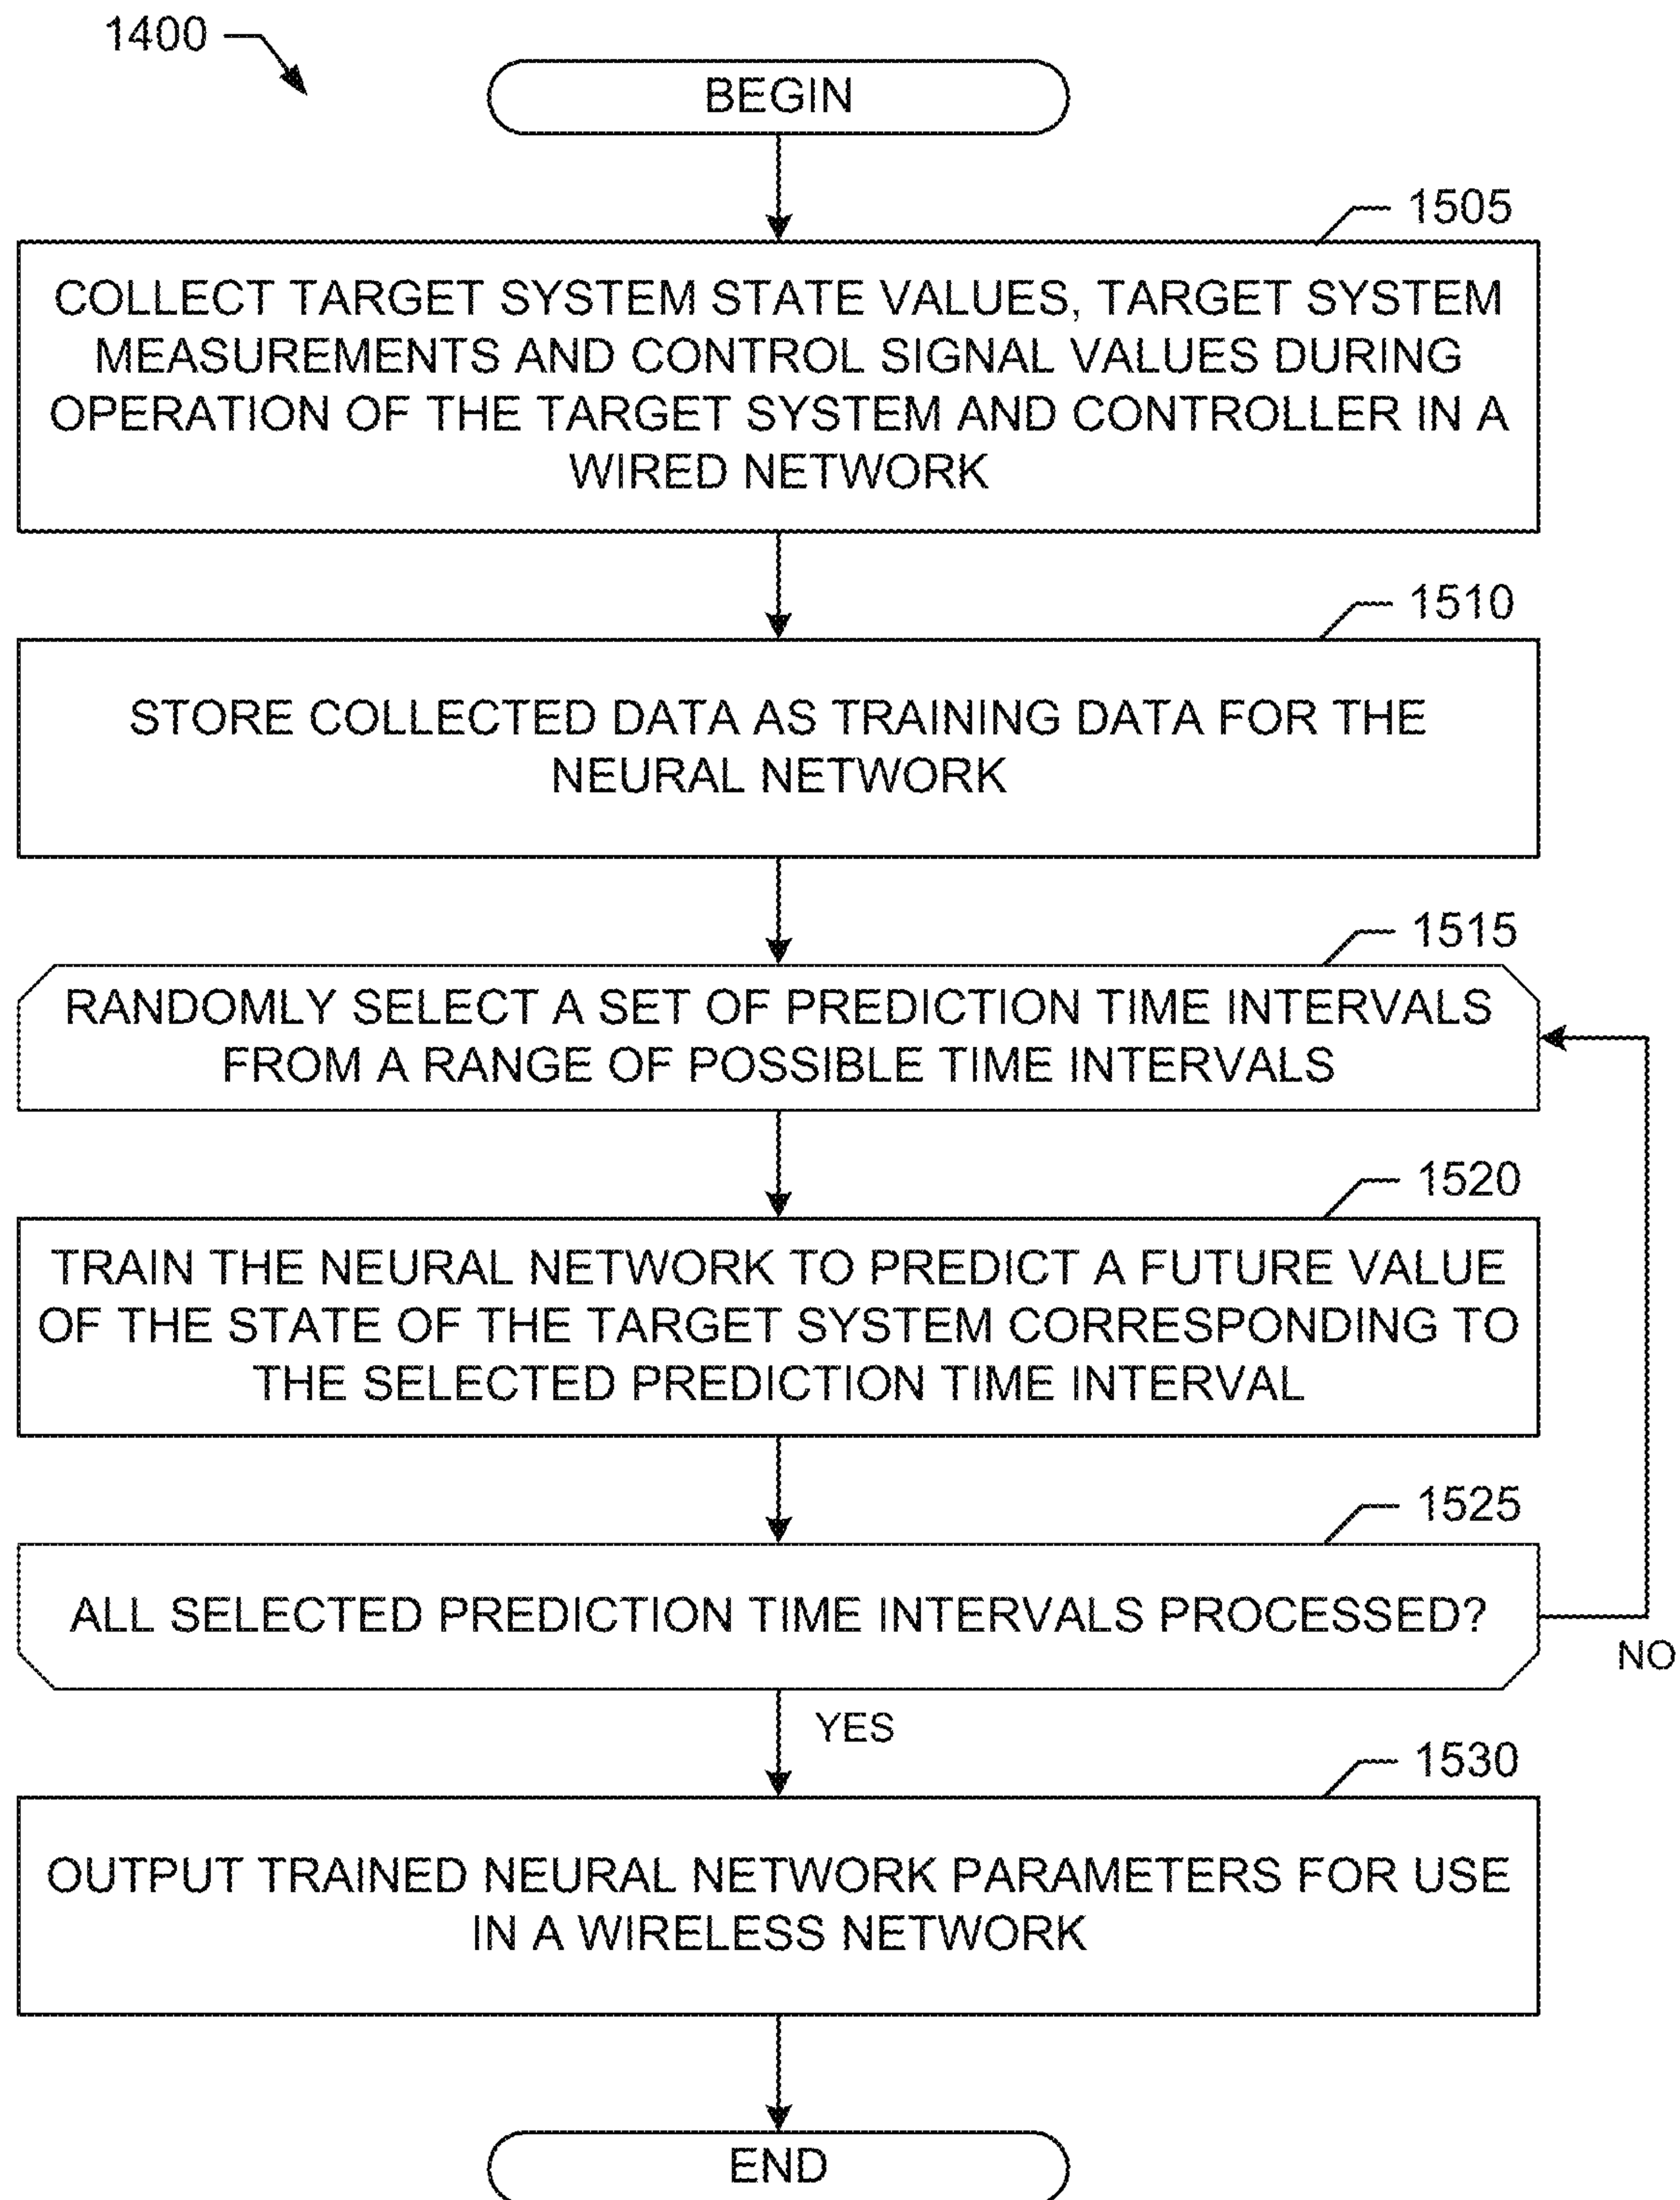 1400
BEGIN
1505
COLLECT TARGET SYSTEM STATE VALUES, TARGET SYSTEM
MEASUREMENTS AND CONTROL SIGNAL VALUES DURING
OPERATION OF THE TARGET SYSTEM AND CONTROLLER IN A
WIRED NETWORK
1510
STORE COLLECTED DATA AS TRAINING DATA FOR THE
NEURAL NETWORK
1515
RANDOMLY SELECT A SET OF PREDICTION TIME INTERVALS
FROM A RANGE OF POSSIBLE TIME INTERVALS
1520
TRAIN THE NEURAL NETWORK TO PREDICT A FUTURE VALUE
OF THE STATE OF THE TARGET SYSTEM CORRESPONDING TO
THE SELECTED PREDICTION TIME INTERVAL
1525
ALL SELECTED PREDICTION TIME INTERVALS PROCESSED?
NO
YES
1530
OUTPUT TRAINED NEURAL NETWORK PARAMETERS FOR USE
IN A WIRELESS NETWORK
END